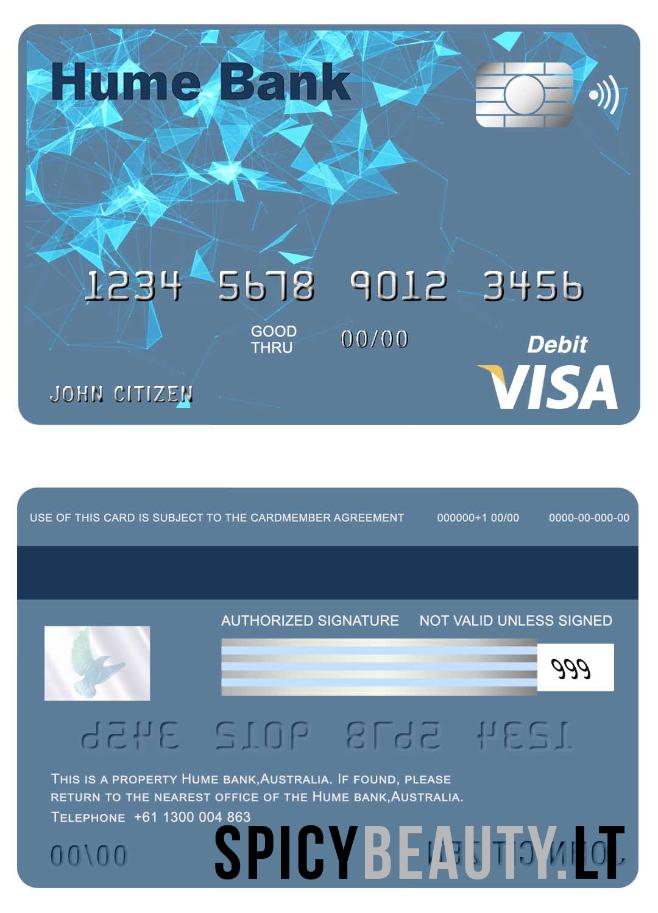 Hume Bank
1234 5678 9012 3456
GOOD THRU 00/00
Debit
VISA
JOHN CITIZEN
USE OF THIS CARD IS SUBJECT TO THE CARDMEMBER AGREEMENT 000000+1 00/00 0000-00-000-00
AUTHORIZED SIGNATURE NOT VALID UNLESS SIGNED
999
1234 5678 9012 3456
THIS IS A PROPERTY HUME BANK,AUSTRALIA. IF FOUND, PLEASE
RETURN TO THE NEAREST OFFICE OF THE HUME BANK,AUSTRALIA.
TELEPHONE +61 1300 004 863
00/00 JOHN CITIZEN
SPICYBEAUTY.LT